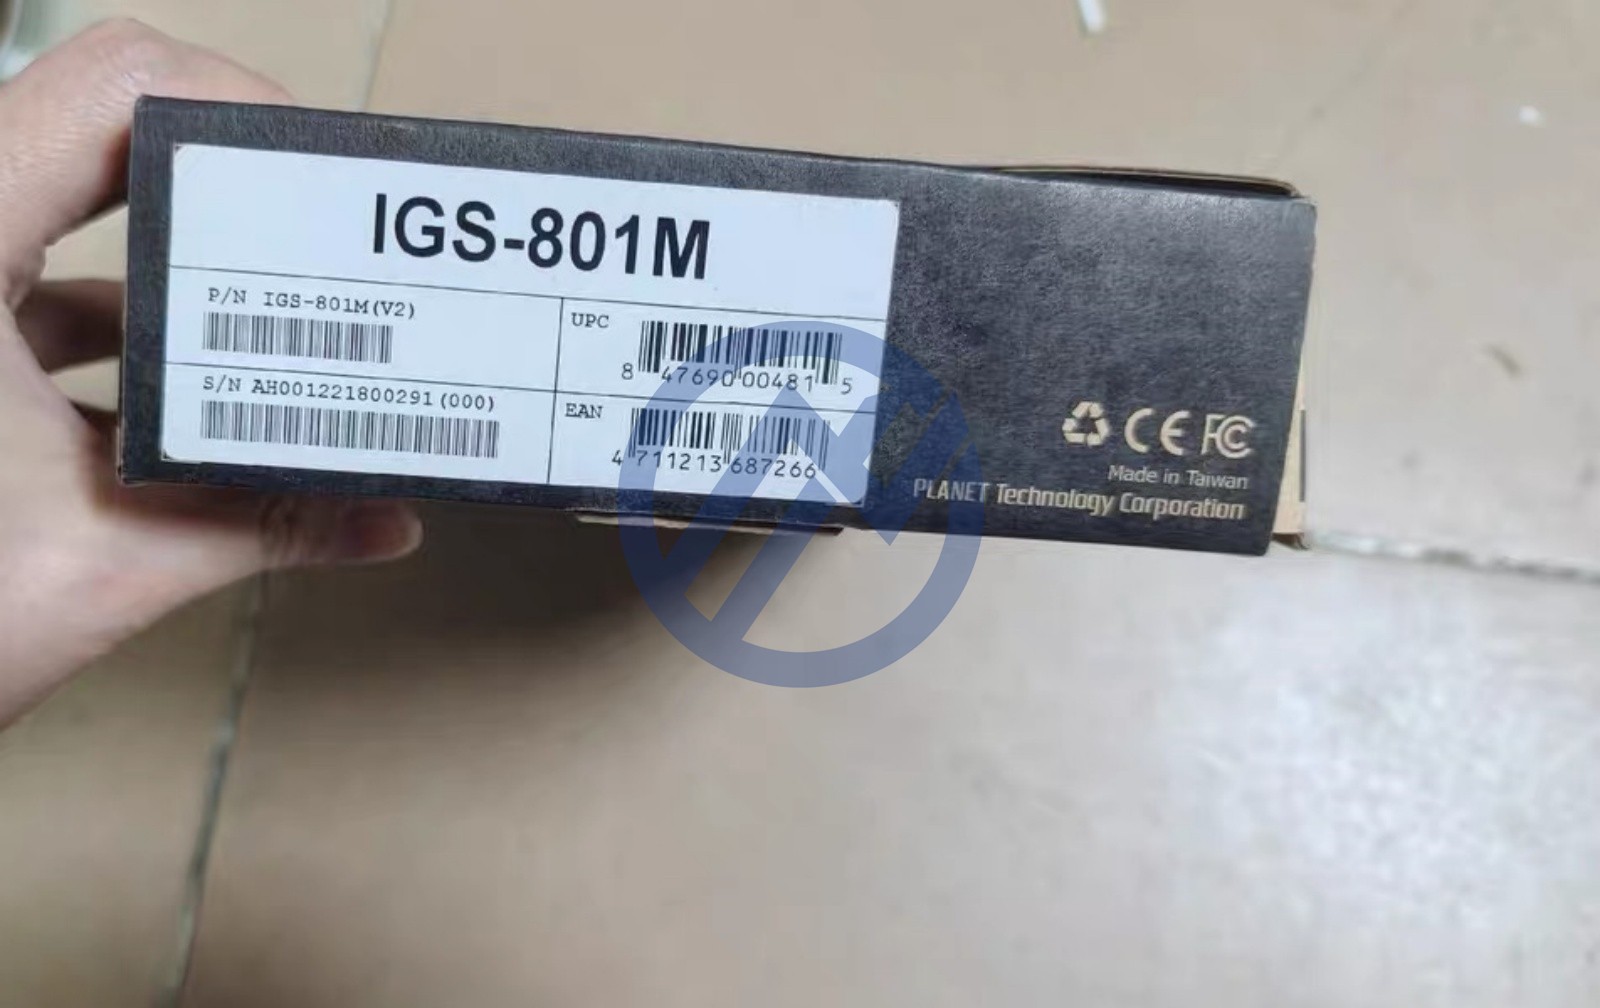 IGS-801M
P/N IGS-801M(V2)
S/N AH001221800291(000)
UPC
8 47690 00481 5
EAN
4 711213 687266
CE FC
Made in Taiwan
PLANET Technology Corporation